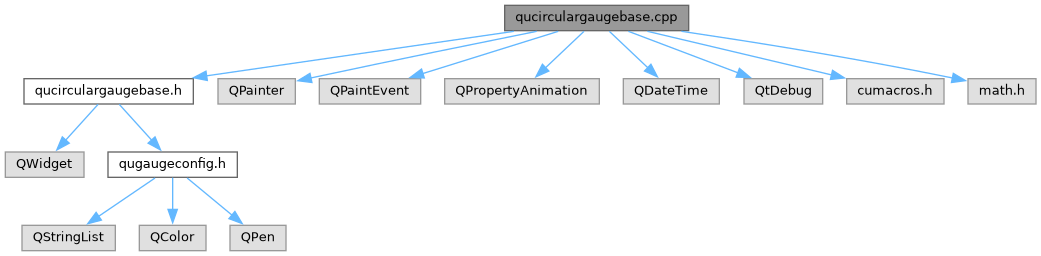 qucirculargaugebase.cpp
qucirculargaugebase.h
QPainter
QPaintEvent
QPropertyAnimation
QDateTime
QtDebug
cumacros.h
math.h
QWidget
qugaugeconfig.h
QStringList
QColor
QPen